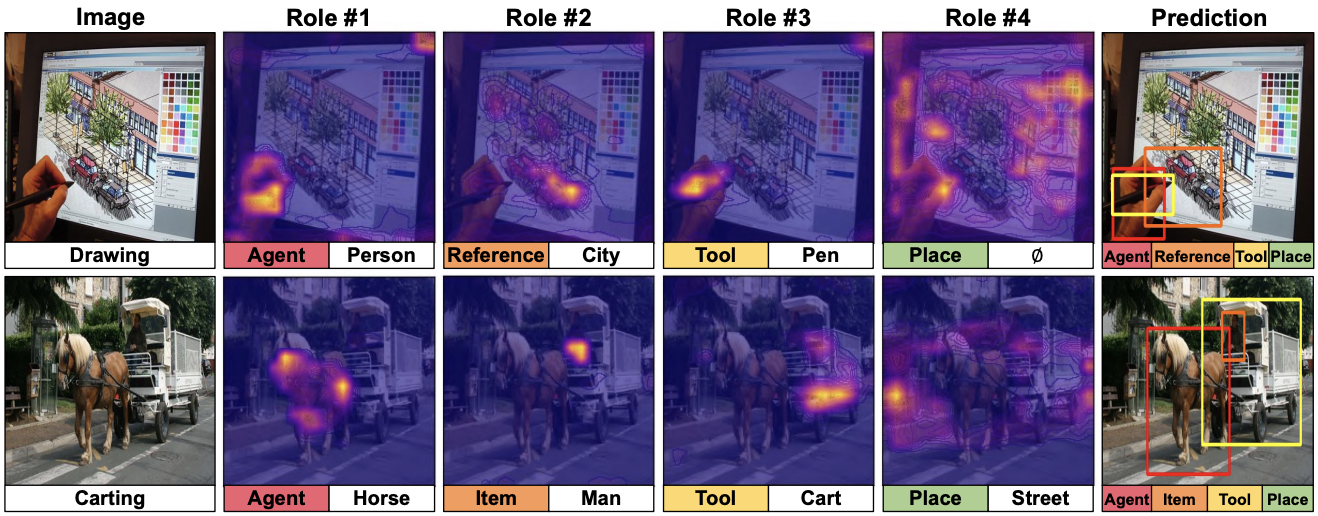 Image Role #1 Role #2 Role #3 Role #4 Prediction
Drawing Agent Person Reference City Tool Pen Place Ø Agent Reference Tool Place
Carting Agent Horse Item Man Tool Cart Place Street Agent Item Tool Place